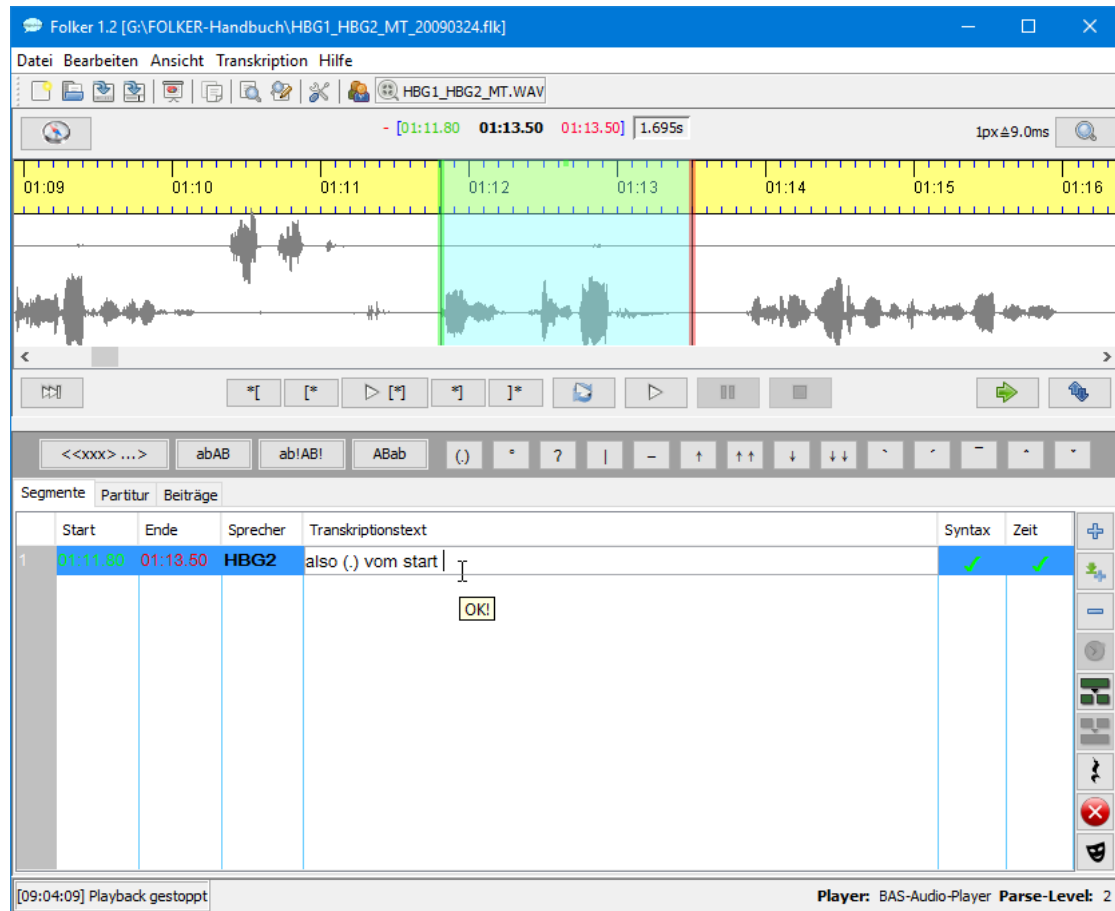 Folker 1.2 [G:\FOLKER-Handbuch\HBG1_HBG2_MT_20090324.flk]
Datei Bearbeiten Ansicht Transkription Hilfe
HBG1_HBG2_MT.WAV
- [01:11.80 01:13.50 01:13.50] 1.695s 1px≙9.0ms
01:09 01:10 01:11 01:12 01:13 01:14 01:15 01:16
*[ [* ▷ [*] *] ]*
<<xxx> ...> abAB ab!AB! ABab (.) ° ? | – ↑ ↑↑ ↓ ↓↓ ` ´ ¯ ˆ ˇ
Segmente Partitur Beiträge
Start Ende Sprecher Transkriptionstext Syntax Zeit
1 01:11.80 01:13.50 HBG2 also (.) vom start
OK!
[09:04:09] Playback gestoppt Player: BAS-Audio-Player Parse-Level: 2